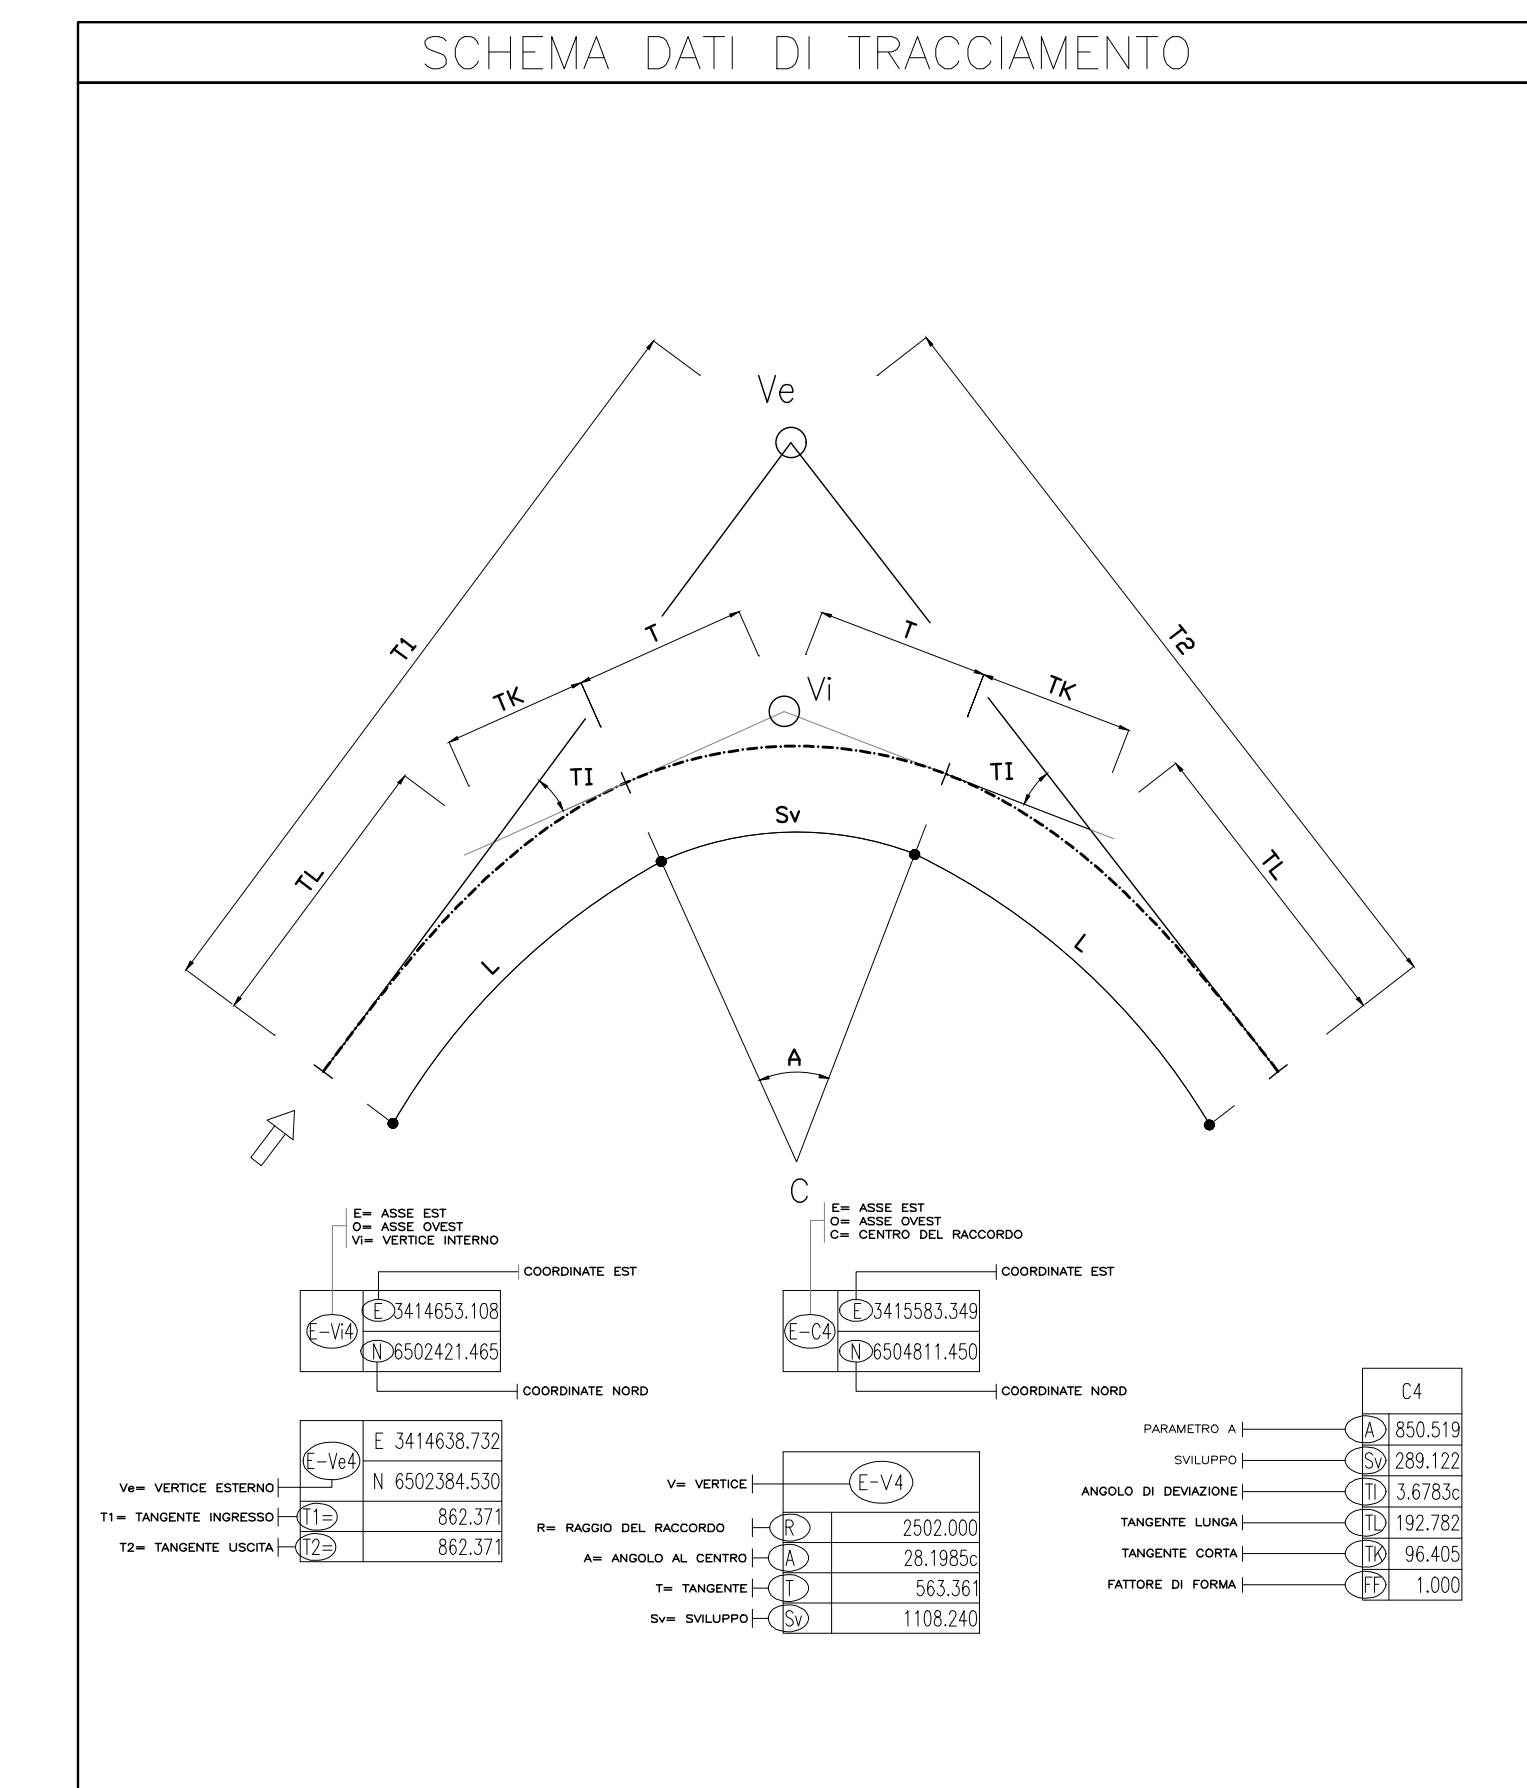 SCHEMA DATI DI TRACCIAMENTO
Ve
T1
T2
T
T
TK
TK
Vi
TI
TI
Sv
TL
TL
L
L
A
C
E= ASSE EST
O= ASSE OVEST
Vi= VERTICE INTERNO
COORDINATE EST
E-Vi4
E 3414653.108
N 6502421.465
COORDINATE NORD
E= ASSE EST
O= ASSE OVEST
C= CENTRO DEL RACCORDO
COORDINATE EST
E-C4
E 3415583.349
N 6504811.450
COORDINATE NORD
E-Ve4
E 3414638.732
N 6502384.530
Ve= VERTICE ESTERNO
T1= TANGENTE INGRESSO T1= 862.371
T2= TANGENTE USCITA T2= 862.371
V= VERTICE E-V4
R= RAGGIO DEL RACCORDO R 2502.000
A= ANGOLO AL CENTRO A 28.1985c
T= TANGENTE T 563.361
Sv= SVILUPPO Sv 1108.240
C4
PARAMETRO A A 850.519
SVILUPPO Sv 289.122
ANGOLO DI DEVIAZIONE TI 3.6783c
TANGENTE LUNGA TL 192.782
TANGENTE CORTA TK 96.405
FATTORE DI FORMA FF 1.000